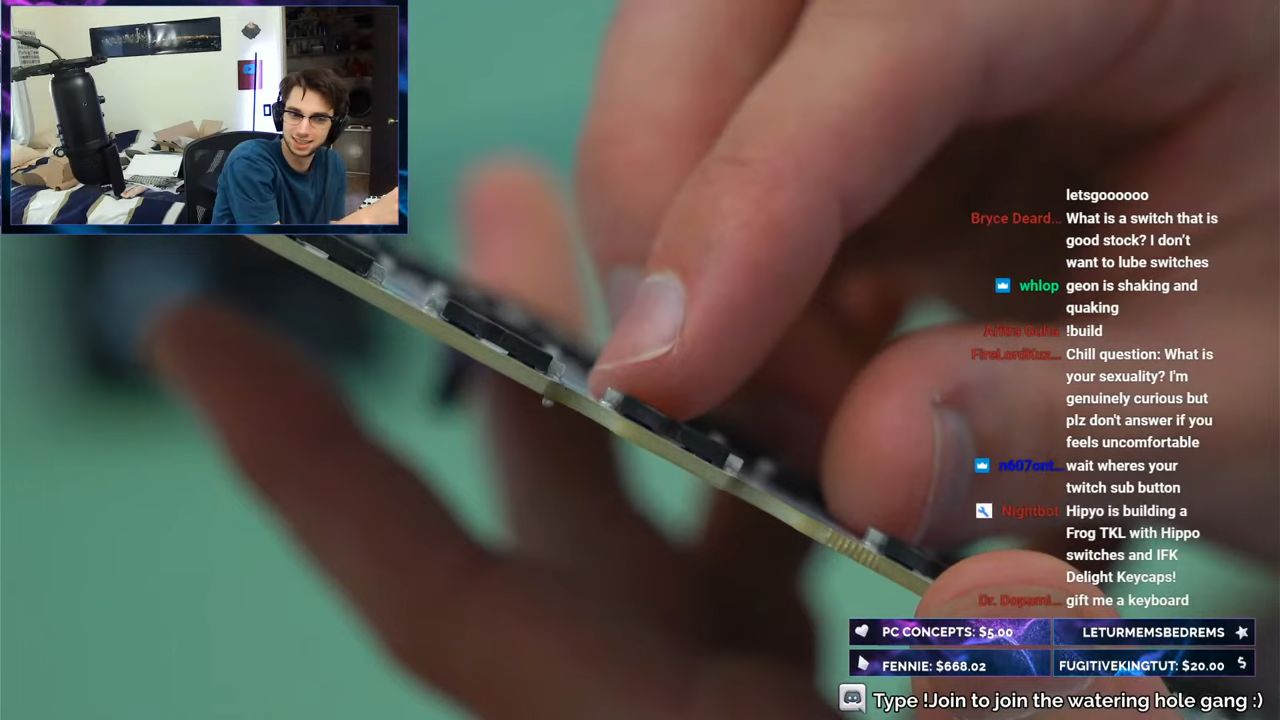 letsgoooooo
Bryce Deard... What is a switch that is
good stock? I don't
want to lube switches
whlop geon is shaking and
quaking
!build
FireLordKuz... Chill question: What is
your sexuality? I'm
genuinely curious but
plz don't answer if you
feels uncomfortable
n607ont... wait wheres your
twitch sub button
Nightbot Hipyo is building a
Frog TKL with Hippo
switches and IFK
Delight Keycaps!
Dr. Dopami... gift me a keyboard
PC CONCEPTS: $5.00 LETURMEMSBEDREMS
FENNIE: $668.02 FUGITIVEKINGTUT: $20.00
Type !Join to join the watering hole gang :)